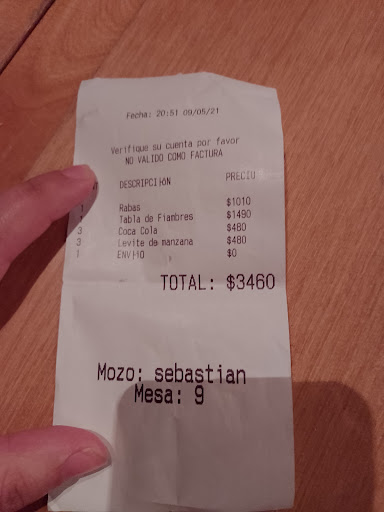 Fecha: 20:51 09/05/21
Verifique su cuenta por favor
NO VALIDO COMO FACTURA
DESCRIPCIóN PRECIU
1 Rabas $1010
1 Tabla de Fiambres $1490
3 Coca Cola $480
3 Levite de manzana $480
1 ENVíO $0
TOTAL: $3460
Mozo: sebastian
Mesa: 9